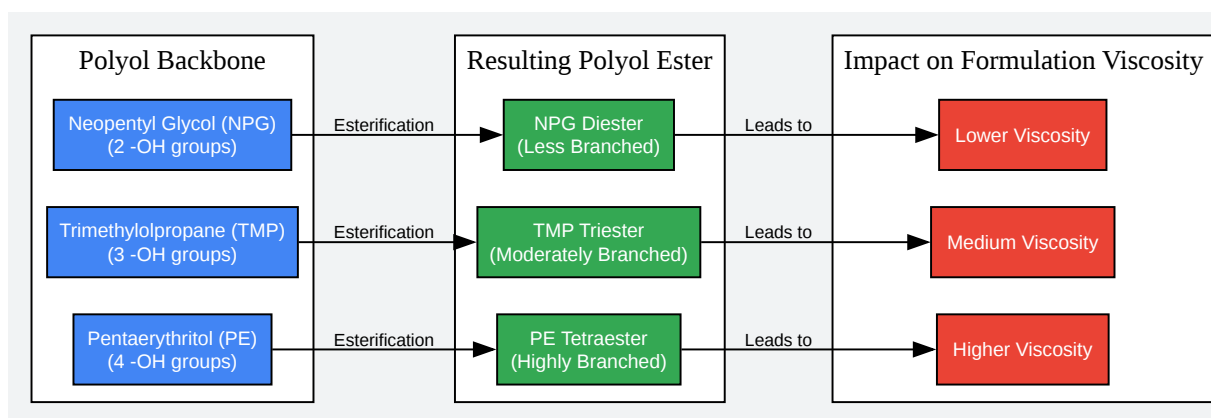 Polyol Backbone
Resulting Polyol Ester
Impact on Formulation Viscosity
Neopentyl Glycol (NPG)
(2 -OH groups)
Esterification
NPG Diester
(Less Branched)
Leads to
Lower Viscosity
Trimethylolpropane (TMP)
(3 -OH groups)
Esterification
TMP Triester
(Moderately Branched)
Leads to
Medium Viscosity
Pentaerythritol (PE)
(4 -OH groups)
Esterification
PE Tetraester
(Highly Branched)
Leads to
Higher Viscosity